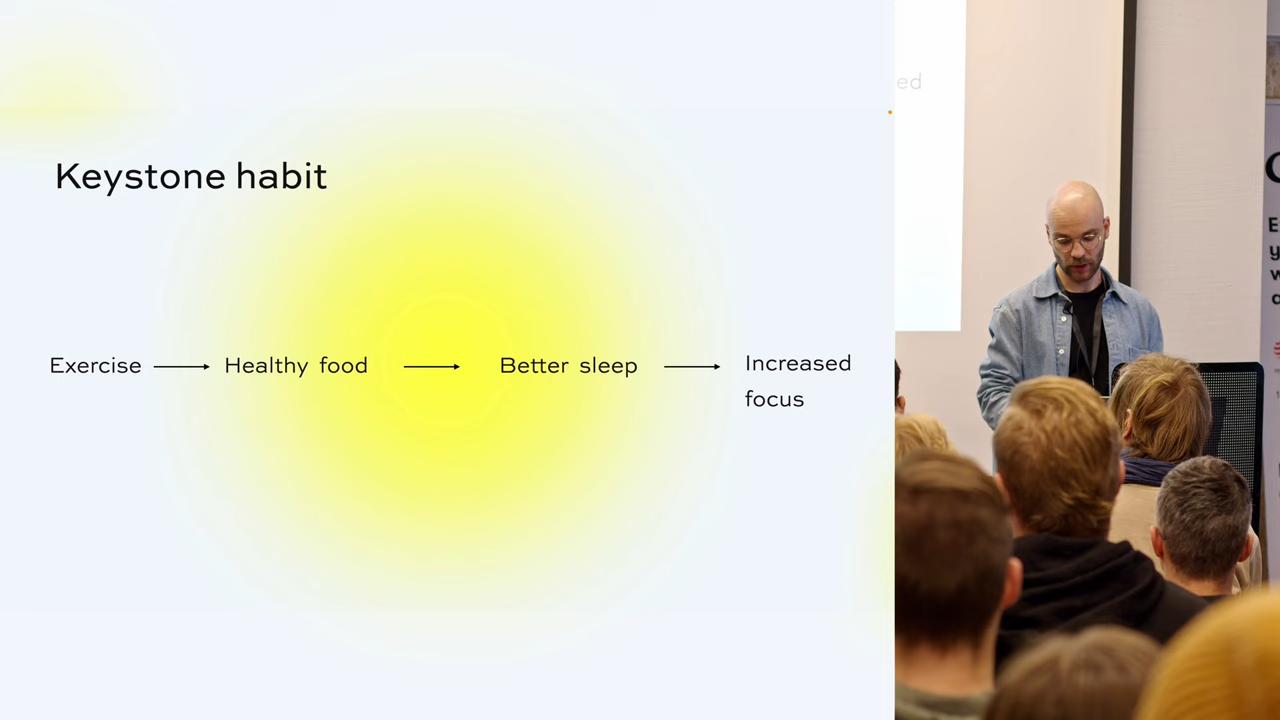 Keystone habit
Exercise → Healthy food → Better sleep → Increased
focus
ed